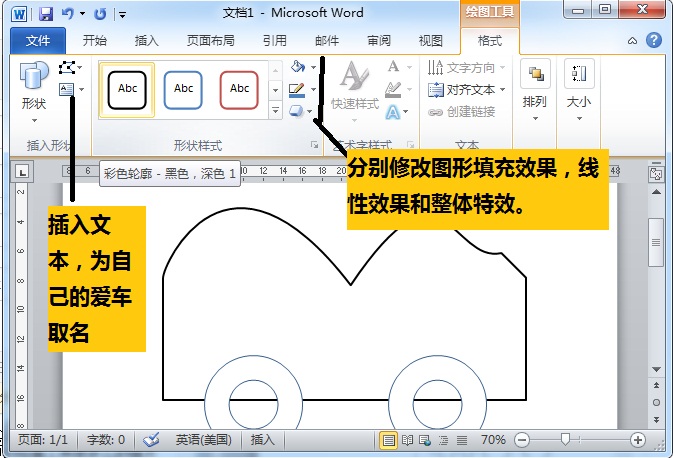 文档1 - Microsoft Word
绘图工具
文件 开始 插入 页面布局 引用 邮件 审阅 视图 格式
Abc Abc Abc
形状
快速样式
文字方向
对齐文本
创建链接
排列
大小
插入形状 形状样式 艺术字样式 文本
彩色轮廓 - 黑色，深色 1
分别修改图形填充效果，线
性效果和整体特效。
插入文
本，为自
己的爱车
取名
页面: 1/1 字数: 0 英语(美国) 插入 70%